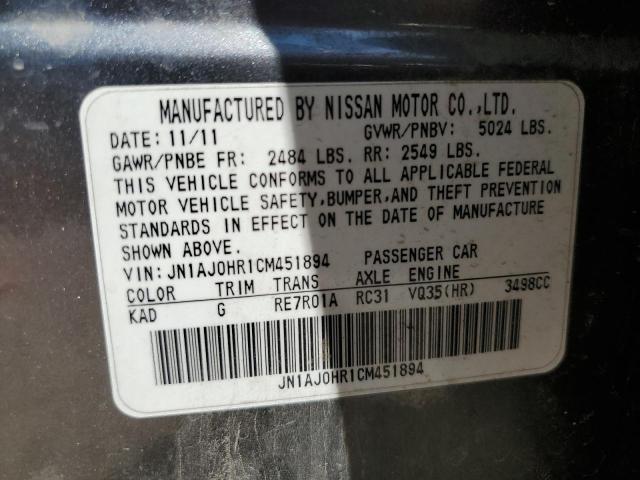 MANUFACTURED BY NISSAN MOTOR CO.,LTD.
DATE: 11/11 GVWR/PNBV: 5024 LBS.
GAWR/PNBE FR: 2484 LBS. RR: 2549 LBS.
THIS VEHICLE CONFORMS TO ALL APPLICABLE FEDERAL
MOTOR VEHICLE SAFETY,BUMPER,AND THEFT PREVENTION
STANDARDS IN EFFECT ON THE DATE OF MANUFACTURE
SHOWN ABOVE.
VIN: JN1AJ0HR1CM451894 PASSENGER CAR
COLOR TRIM TRANS AXLE ENGINE
KAD G RE7R01A RC31 VQ35(HR) 3498CC
JN1AJ0HR1CM451894